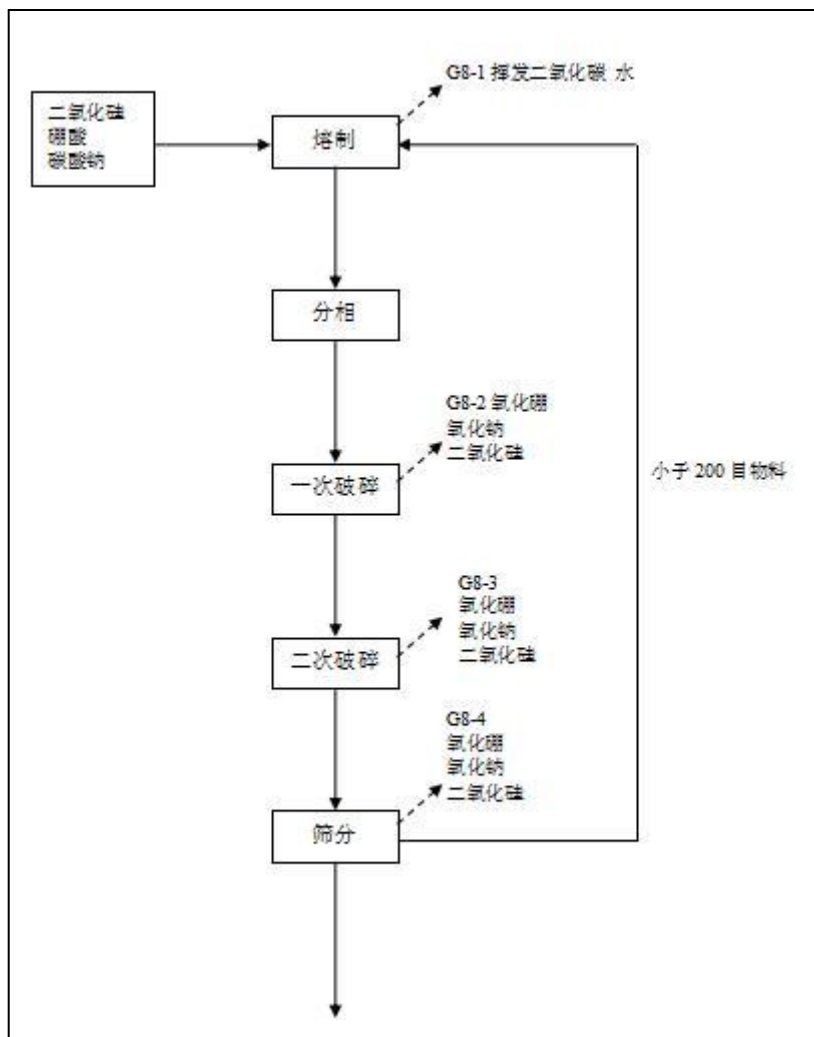 G8-1 挥发二氧化碳 水
二氧化硅
硼酸
碳酸钠
熔制
分相
G8-2 氧化硼
氧化钠
二氧化硅
小于 200 目物料
一次破碎
G8-3
氧化硼
氧化钠
二氧化硅
二次破碎
G8-4
氧化硼
氧化钠
二氧化硅
筛分